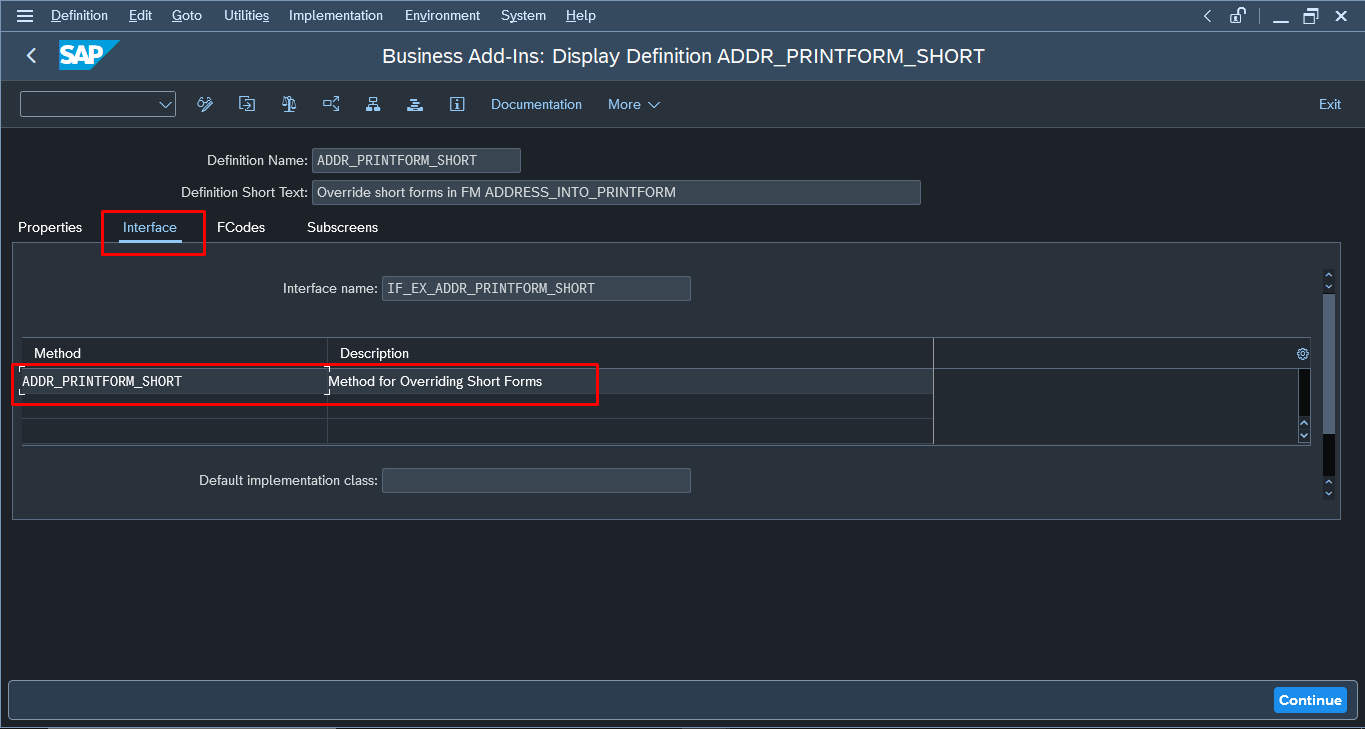 Definition Edit Goto Utilities Implementation Environment System Help
SAP Business Add-Ins: Display Definition ADDR_PRINTFORM_SHORT
Documentation More Exit
Definition Name: ADDR_PRINTFORM_SHORT
Definition Short Text: Override short forms in FM ADDRESS_INTO_PRINTFORM
Properties Interface FCodes Subscreens
Interface name: IF_EX_ADDR_PRINTFORM_SHORT
Method Description
ADDR_PRINTFORM_SHORT Method for Overriding Short Forms
Default implementation class:
Continue